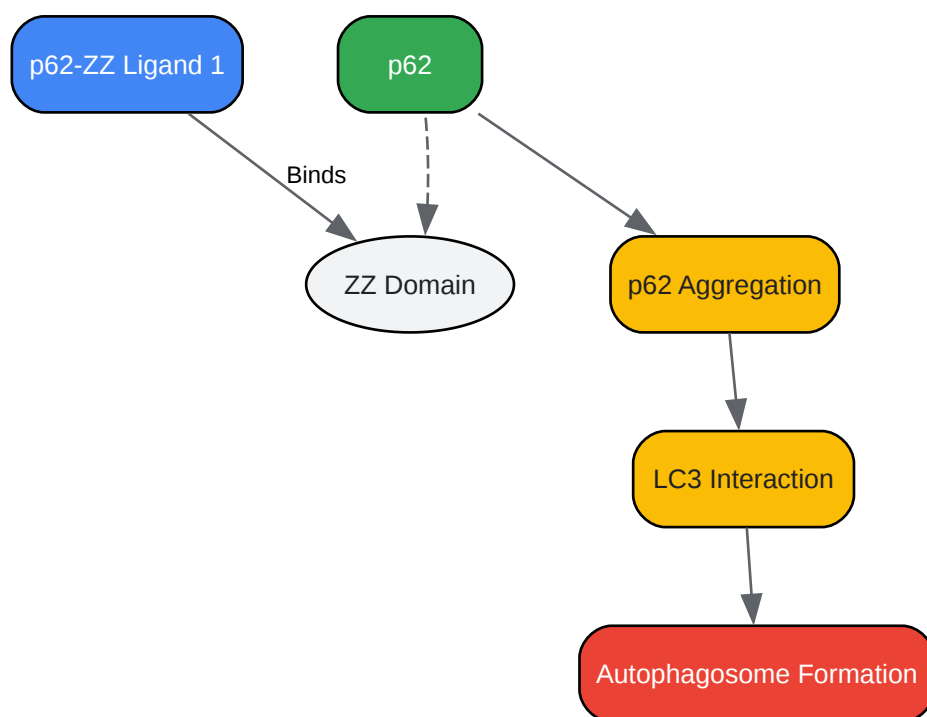 p62-ZZ Ligand 1
p62
Binds
ZZ Domain
p62 Aggregation
LC3 Interaction
Autophagosome Formation